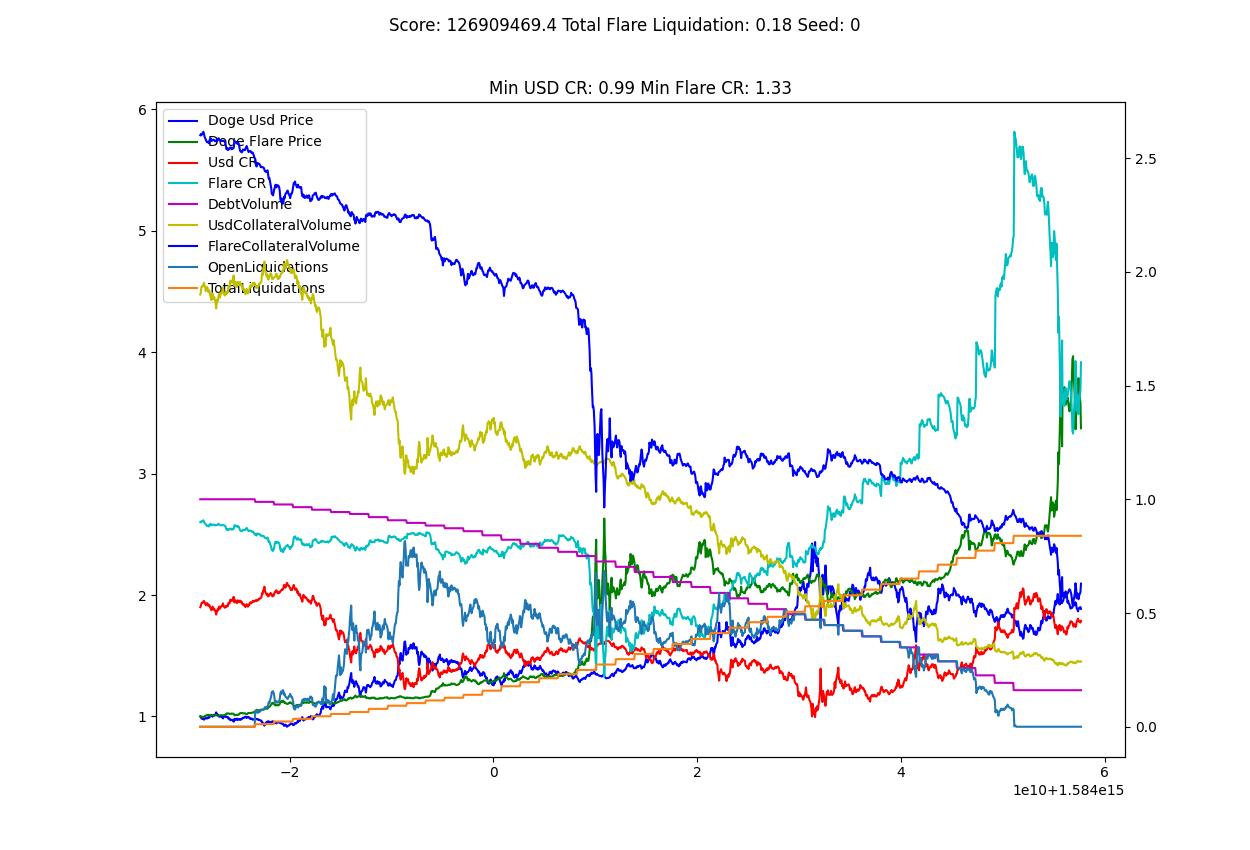 Score: 126909469.4 Total Flare Liquidation: 0.18 Seed: 0
Min USD CR: 0.99 Min Flare CR: 1.33
Doge Usd Price
Doge Flare Price
Usd CR
Flare CR
DebtVolume
UsdCollateralVolume
FlareCollateralVolume
OpenLiquidations
TotalLiquidations
6
5
4
3
2
1
2.5
2.0
1.5
1.0
0.5
0.0
−2
0
2
4
6
1e10+1.584e15